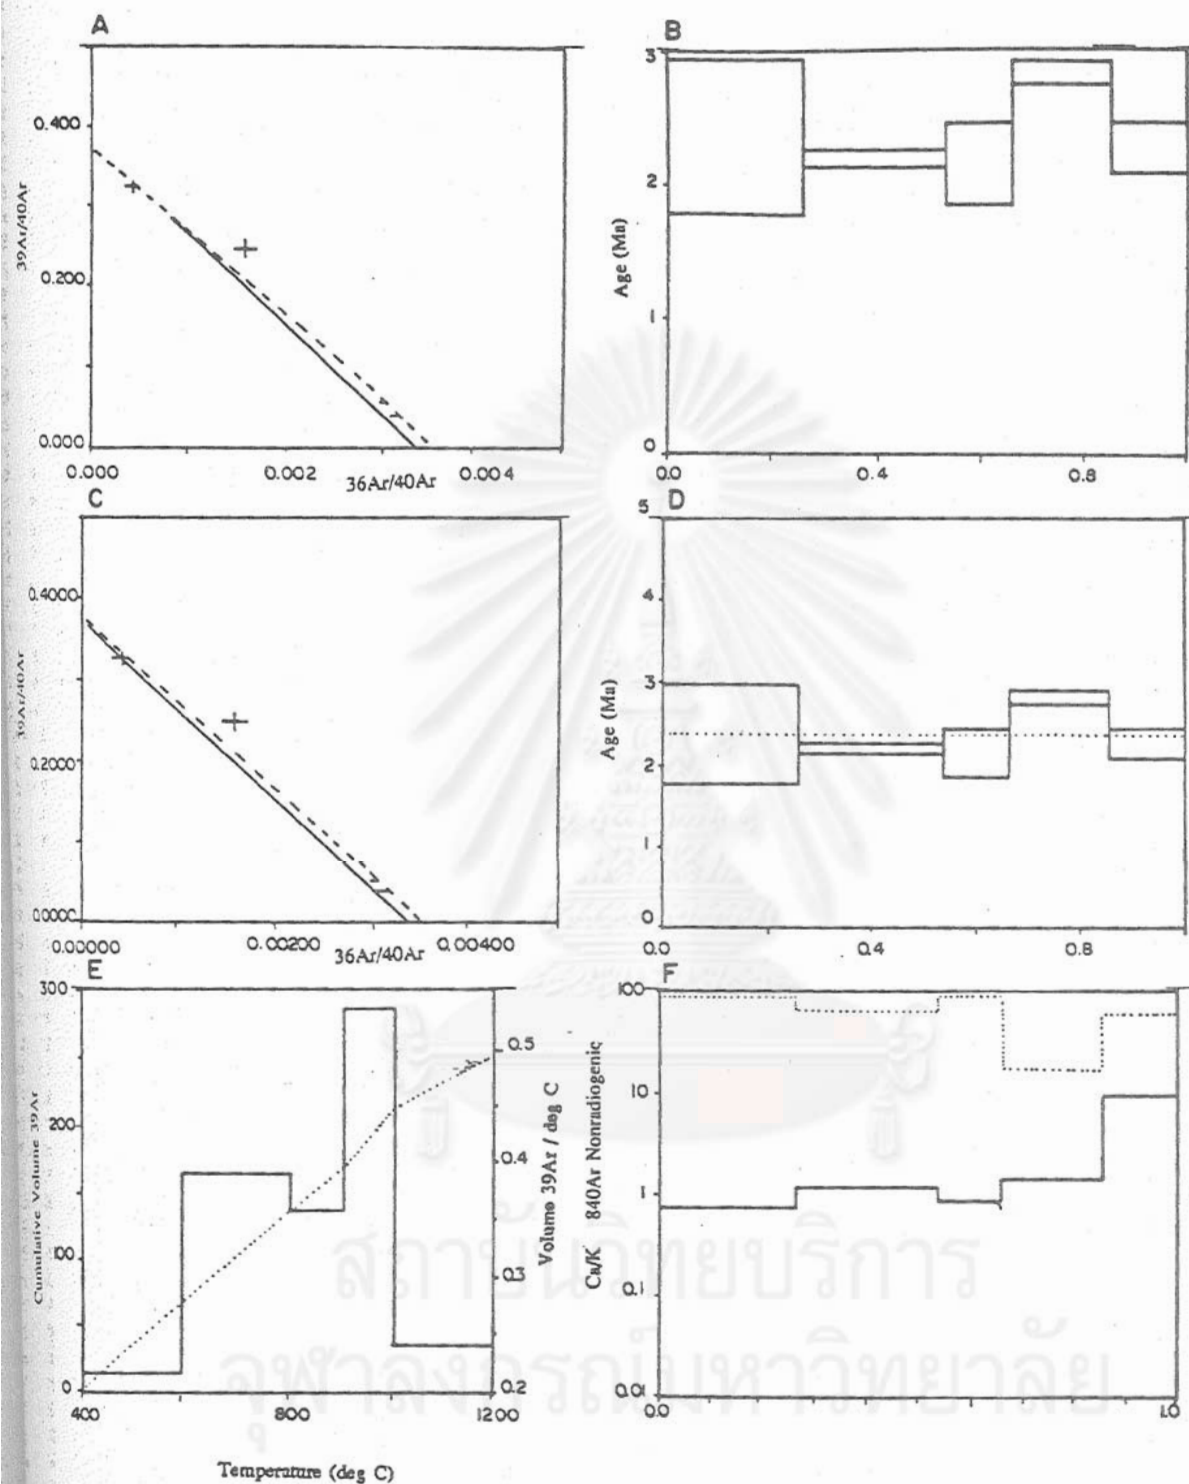 A
B
0.400
0.200
0.000
39Ar/40Ar
0.000 0.002 0.004
36Ar/40Ar
3
2
1
0
Age (Ma)
0.0 0.4 0.8
C
D
0.4000
0.2000
0.0000
39Ar/40Ar
0.00000 0.00200 0.00400
36Ar/40Ar
5
4
3
2
1
0
Age (Ma)
0.0 0.4 0.8
E
F
300
200
100
0
Cumulative Volume 39Ar
0.5
0.4
0.3
0.2
Volume 39Ar / deg C
400 800 1200
Temperature (deg C)
100
10
1
0.1
0.01
Ca/K 840Ar Nonradiogenic
0.0 1.0
สถาบันวิทยบริการ
จุฬาลงกรณ์มหาวิทยาลัย